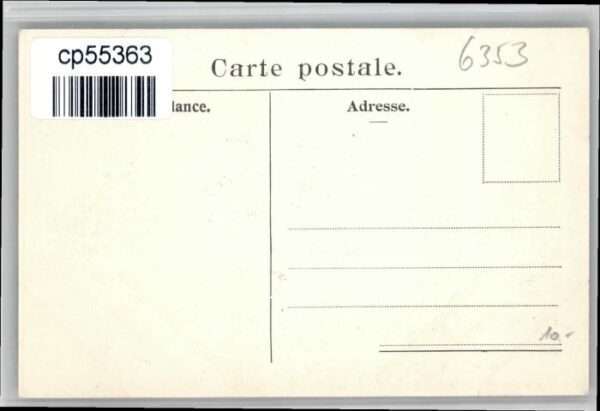 cp55363
6353
Carte postale.
lance.
Adresse.
10.-